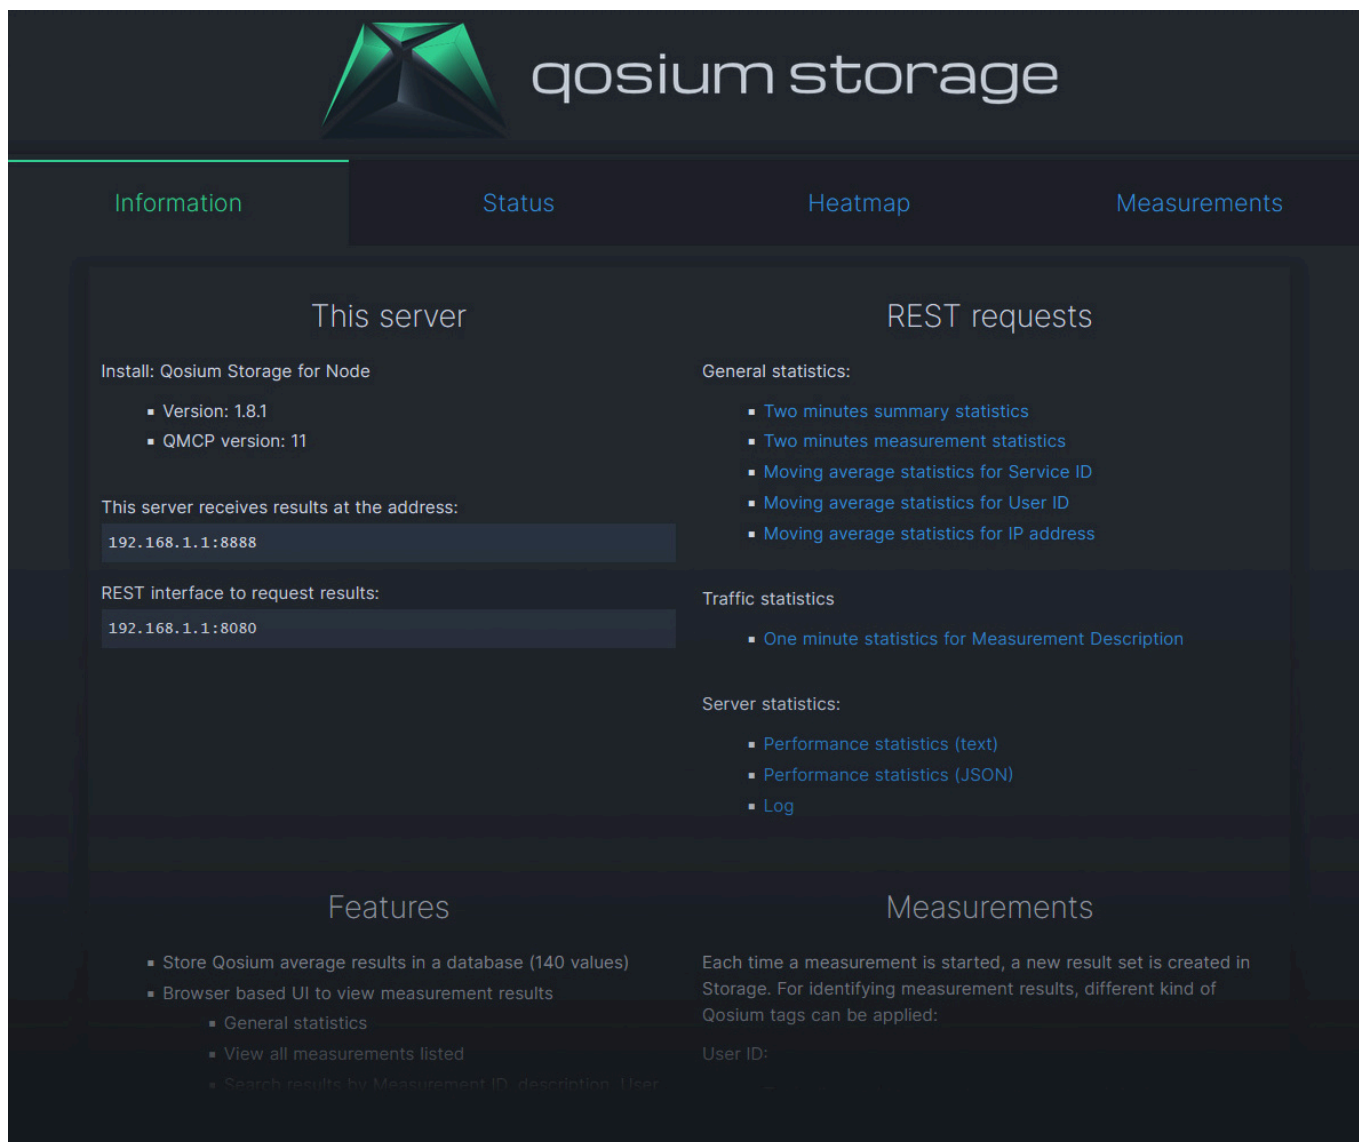 qosium storage
Information
Status
Heatmap
Measurements
This server
Install: Qosium Storage for Node
▪ Version: 1.8.1
▪ QMCP version: 11
This server receives results at the address:
192.168.1.1:8888
REST interface to request results:
192.168.1.1:8080
REST requests
General statistics:
▪ Two minutes summary statistics
▪ Two minutes measurement statistics
▪ Moving average statistics for Service ID
▪ Moving average statistics for User ID
▪ Moving average statistics for IP address
Traffic statistics
▪ One minute statistics for Measurement Description
Server statistics:
▪ Performance statistics (text)
▪ Performance statistics (JSON)
▪ Log
Features
▪ Store Qosium average results in a database (140 values)
▪ Browser based UI to view measurement results
▪ General statistics
▪ View all measurements listed
▪ Search results by Measurement ID, description, User
Measurements
Each time a measurement is started, a new result set is created in
Storage. For identifying measurement results, different kind of
Qosium tags can be applied:
User ID: